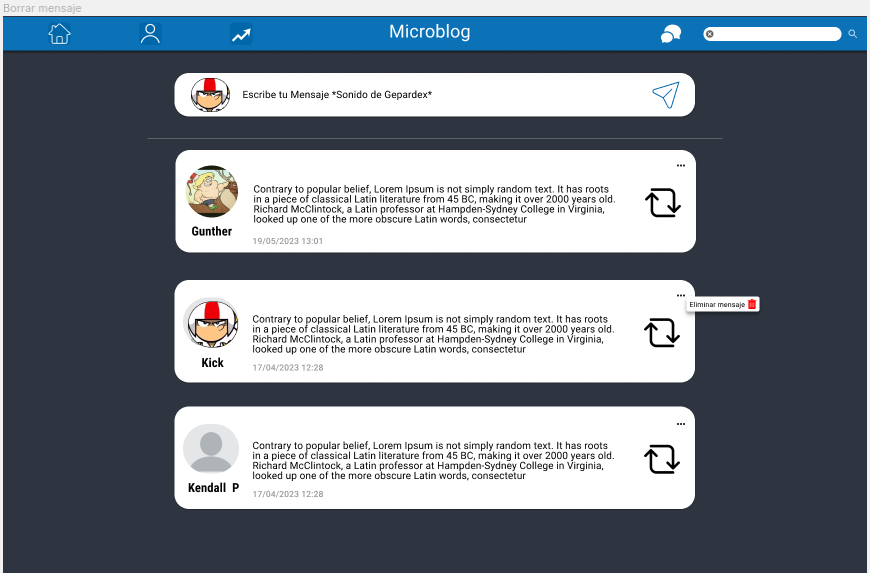 Borrar mensaje
Microblog
Escribe tu Mensaje *Sonido de Gepardex*
Contrary to popular belief, Lorem Ipsum is not simply random text. It has roots
in a piece of classical Latin literature from 45 BC, making it over 2000 years old.
Richard McClintock, a Latin professor at Hampden-Sydney College in Virginia,
looked up one of the more obscure Latin words, consectetur
Gunther
19/05/2023 13:01
Eliminar mensaje
Contrary to popular belief, Lorem Ipsum is not simply random text. It has roots
in a piece of classical Latin literature from 45 BC, making it over 2000 years old.
Richard McClintock, a Latin professor at Hampden-Sydney College in Virginia,
looked up one of the more obscure Latin words, consectetur
Kick
17/04/2023 12:28
Contrary to popular belief, Lorem Ipsum is not simply random text. It has roots
in a piece of classical Latin literature from 45 BC, making it over 2000 years old.
Richard McClintock, a Latin professor at Hampden-Sydney College in Virginia,
looked up one of the more obscure Latin words, consectetur
Kendall P
17/04/2023 12:28